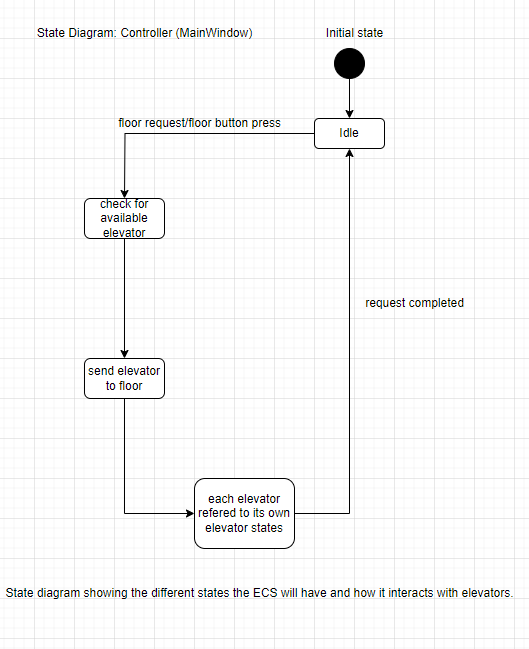 State Diagram: Controller (MainWindow)
Initial state
Idle
floor request/floor button press
check for
available
elevator
request completed
send elevator
to floor
each elevator
refered to its own
elevator states
State diagram showing the different states the ECS will have and how it interacts with elevators.